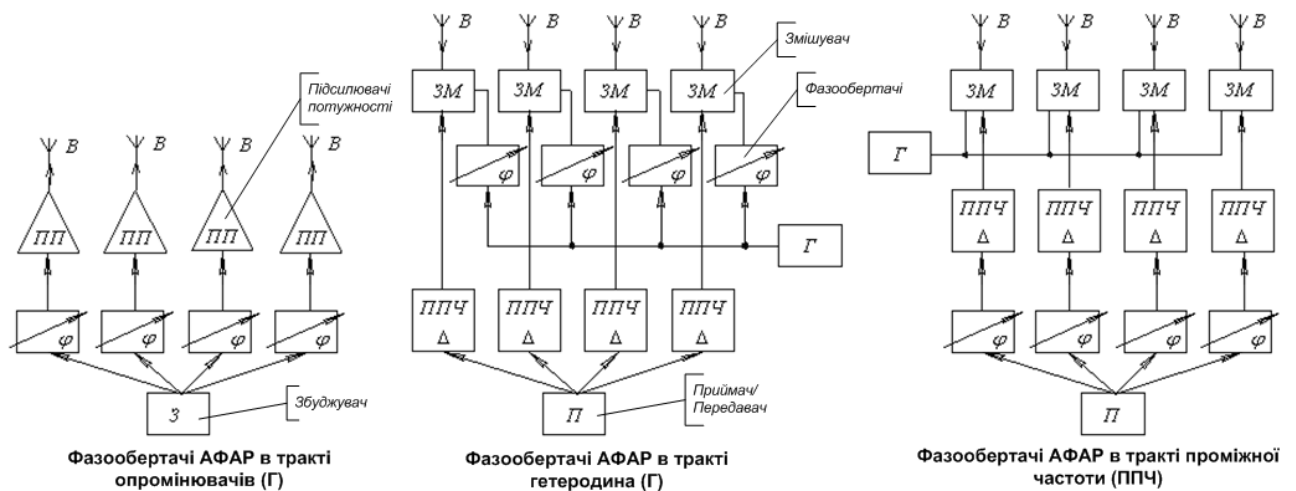 В В В В
ПП ПП ПП ПП
φ φ φ φ
З
Підсилювачі
потужності
Збуджувач
Фазообертачі АФАР в тракті
опромінювачів (Г)
В В В В
ЗМ ЗМ ЗМ ЗМ
Змішувач
Фазообертачі
φ φ φ φ
Г
ППЧ ППЧ ППЧ ППЧ
Δ Δ Δ Δ
П
Приймач/
Передавач
Фазообертачі АФАР в тракті
гетеродина (Г)
В В В В
ЗМ ЗМ ЗМ ЗМ
Г
ППЧ ППЧ ППЧ ППЧ
Δ Δ Δ Δ
φ φ φ φ
П
Фазообертачі АФАР в тракті проміжної
частоти (ППЧ)